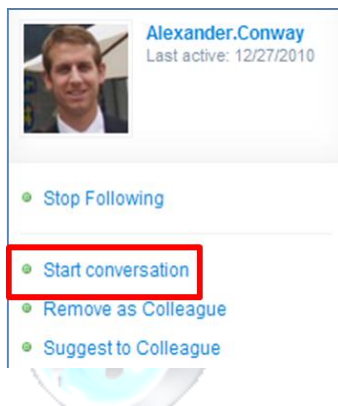 Alexander.Conway
Last active: 12/27/2010
Stop Following
Start conversation
Remove as Colleague
Suggest to Colleague